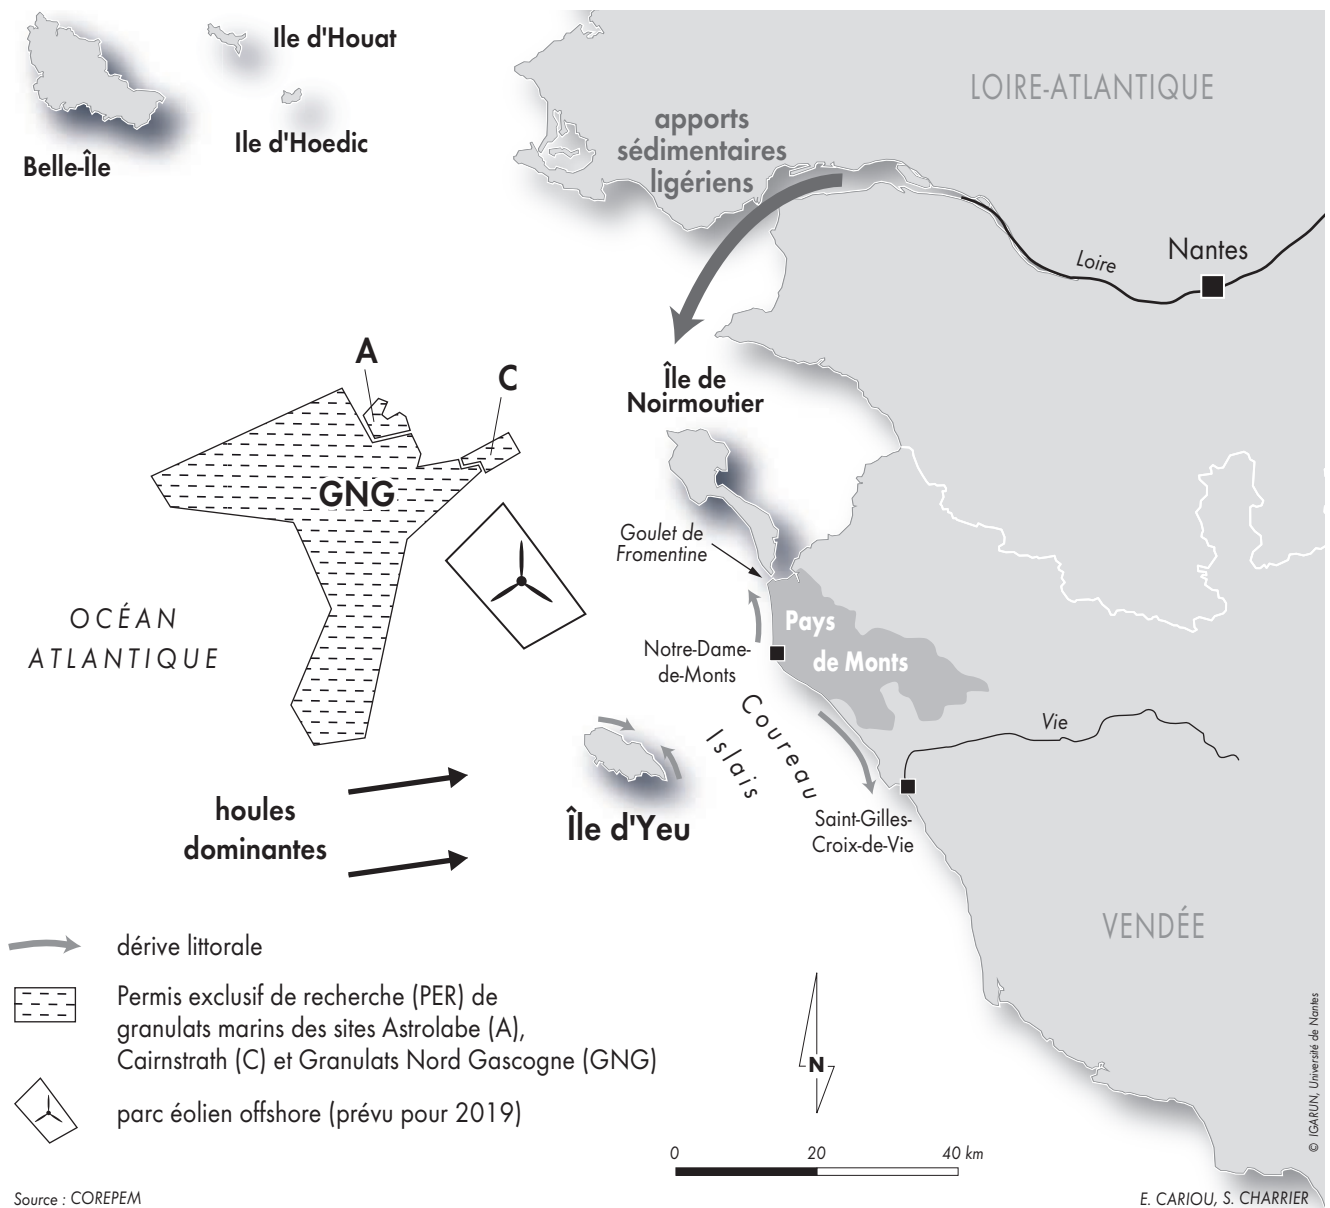 Ile d'Houat
Ile d'Hoedic
Belle-Île
LOIRE-ATLANTIQUE
apports
sédimentaires
ligériens
Loire
Nantes
A
C
GNG
Île de
Noirmoutier
Goulet de
Fromentine
OCÉAN
ATLANTIQUE
Pays
de Monts
Notre-Dame-
de-Monts
Coureau
Islais
Vie
houles
dominantes
Île d'Yeu
Saint-Gilles-
Croix-de-Vie
VENDÉE
dérive littorale
Permis exclusif de recherche (PER) de
granulats marins des sites Astrolabe (A),
Cairnstrath (C) et Granulats Nord Gascogne (GNG)
parc éolien offshore (prévu pour 2019)
N
0 20 40 km
© IGARUN, Université de Nantes
Source : COREPEM
E. CARIOU, S. CHARRIER